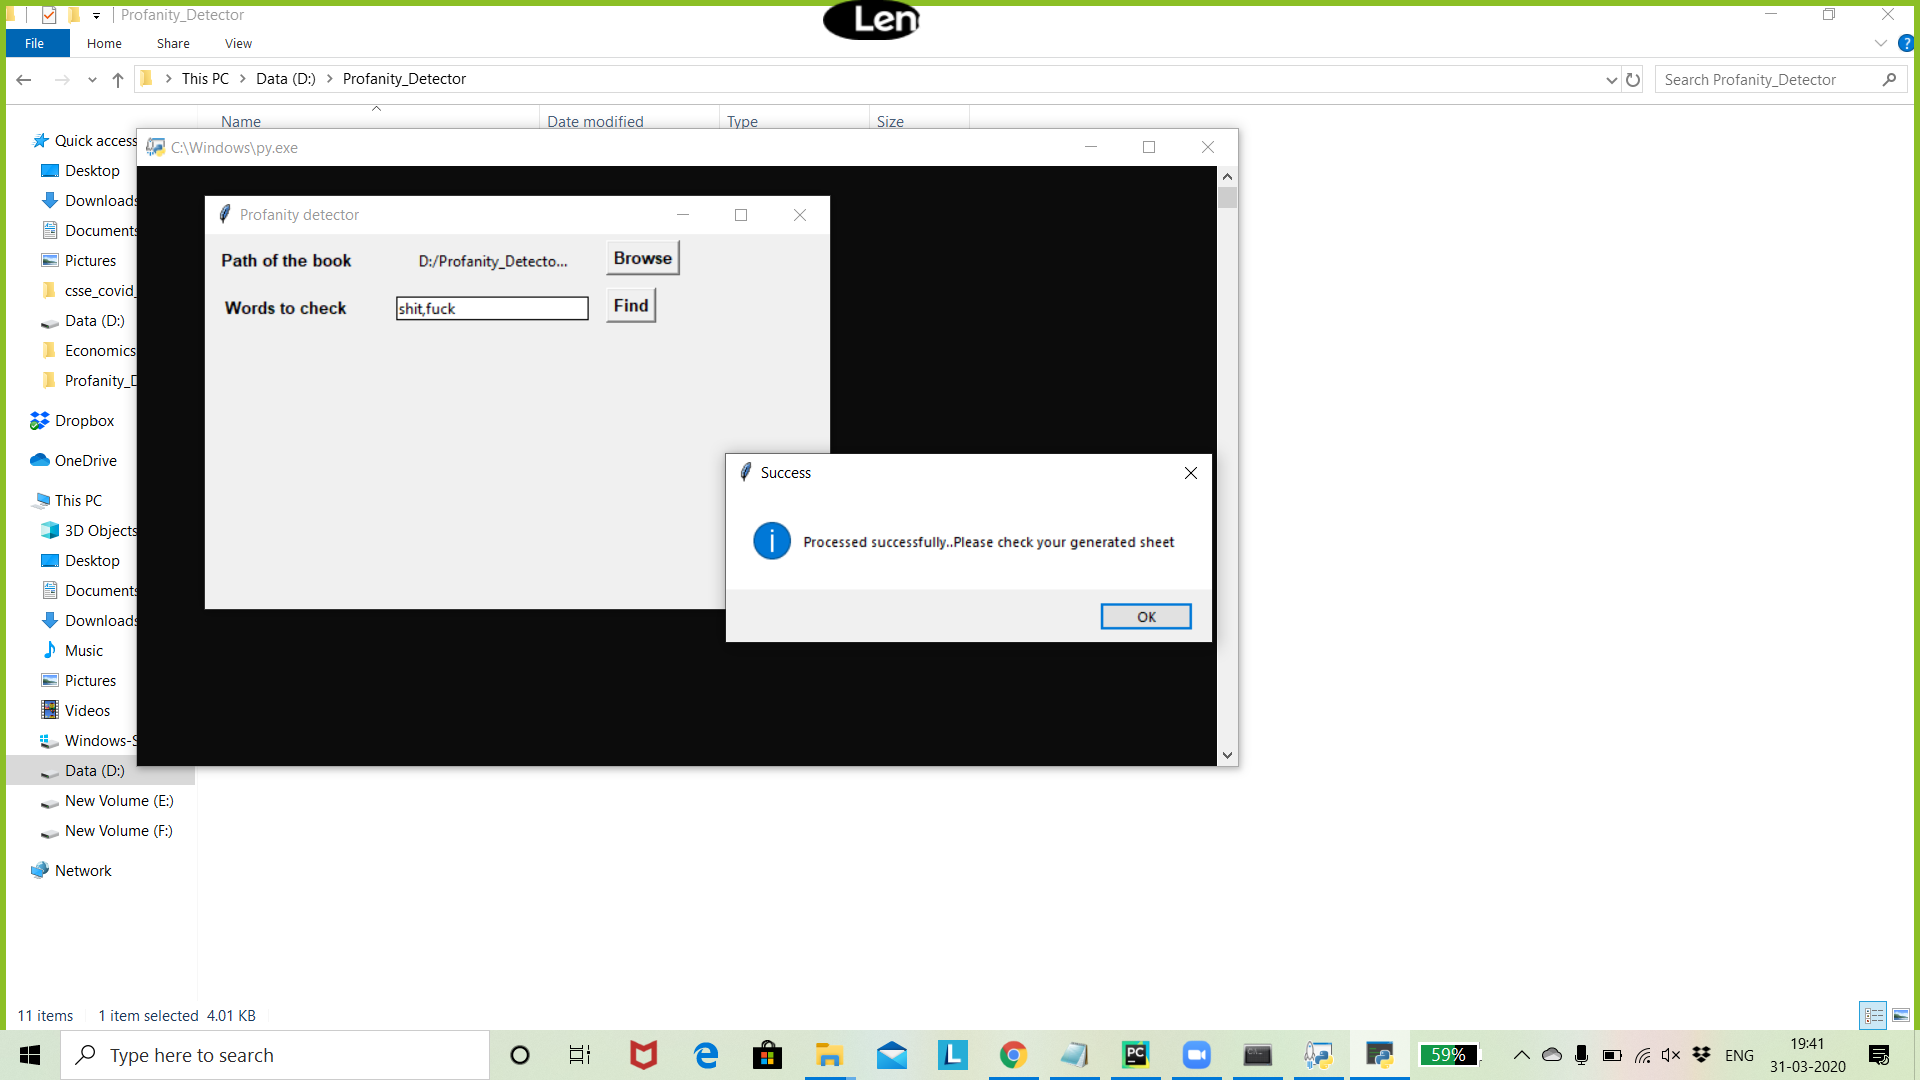 Profanity_Detector
Len
File Home Share View
This PC Data (D:) Profanity_Detector
Search Profanity_Detector
Name Date modified Type Size
Quick access
Desktop
Downloads
Documents
Pictures
csse_covid_
Data (D:)
Economics
Profanity_D
Dropbox
OneDrive
This PC
3D Objects
Desktop
Documents
Downloads
Music
Pictures
Videos
Windows-S
Data (D:)
New Volume (E:)
New Volume (F:)
Network
C:\Windows\py.exe
Profanity detector
Path of the book D:/Profanity_Detecto... Browse
Words to check shit,fuck Find
Success
Processed successfully..Please check your generated sheet
OK
11 items 1 item selected 4.01 KB
Type here to search
59%
ENG
19:41
31-03-2020